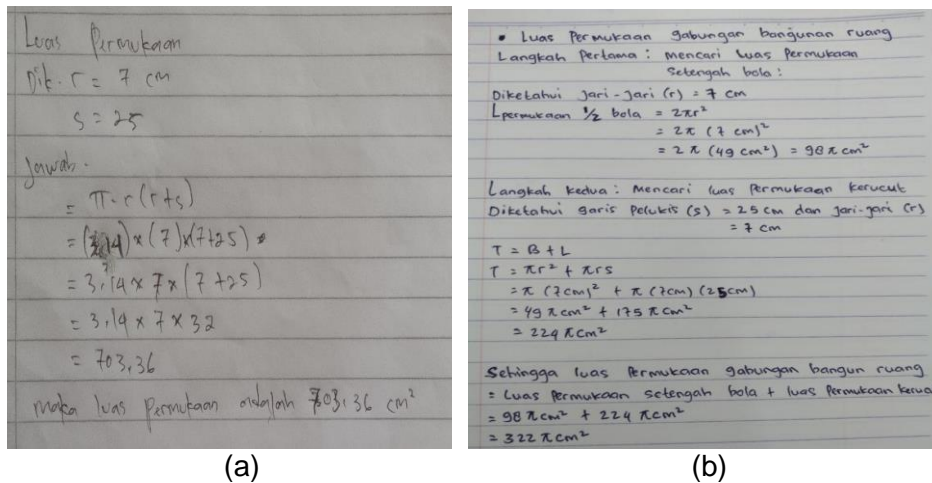 Luas Permukaan
Dik. r = 7 cm
s = 25
Jawab.
= π . r (r+s)
= (3,14) x (7) x (7+25)
= 3,14 x 7 x (7+25)
= 3,14 x 7 x 32
= 703,36
maka luas permukaan adalah 703,36 cm²
(a)
• Luas Permukaan gabungan bangunan ruang
Langkah Pertama : mencari luas Permukaan
Setengah bola :
Diketahui Jari-Jari (r) = 7 cm
Lpermukaan 1/2 bola = 2πr²
= 2π (7 cm)²
= 2 π (49 cm²) = 98 π cm²
Langkah kedua : Mencari luas Permukaan kerucut
Diketahui garis Pelukis (s) = 25 cm dan Jari-jari (r)
= 7 cm
T = B + L
T = πr² + πrs
= π (7cm)² + π (7cm) (25cm)
= 49 π cm² + 175 π cm²
= 224 π cm²
Sehingga luas Permukaan gabungan bangun ruang
= Luas Permukaan Setengah bola + luas Permukaan Keruc
= 98 π cm² + 224 π cm²
= 322 π cm²
(b)